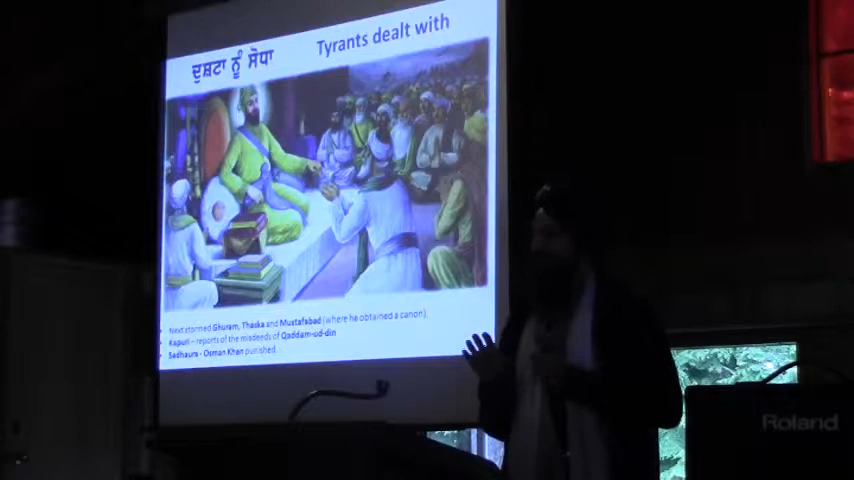 ਦੁਸ਼ਟਾ ਨੂੰ ਸੋਧਾ
Tyrants dealt with
Next stormed Ghuram, Thaska and Mustafabad (where he obtained a canon).
Kapuri – reports of the misdeeds of Qaddam-ud-din
Sadhaura - Osman Khan punished.
Roland